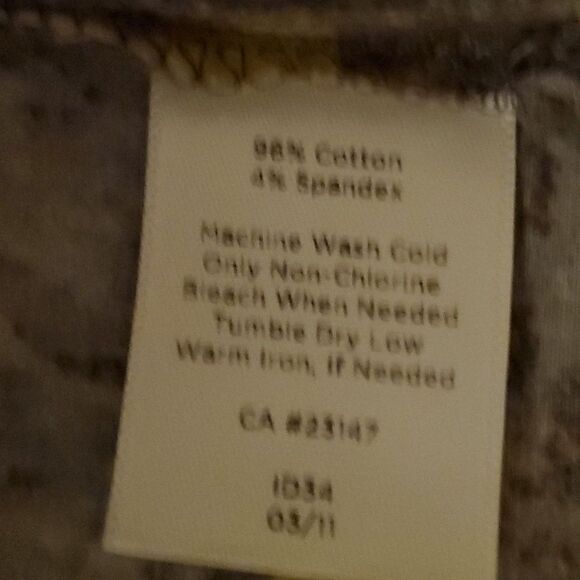 96% Cotton
4% Spandex
Machine Wash Cold
Only Non-Chlorine
Bleach When Needed
Tumble Dry Low
Warm Iron, If Needed
CA #23147
ID34
03/11